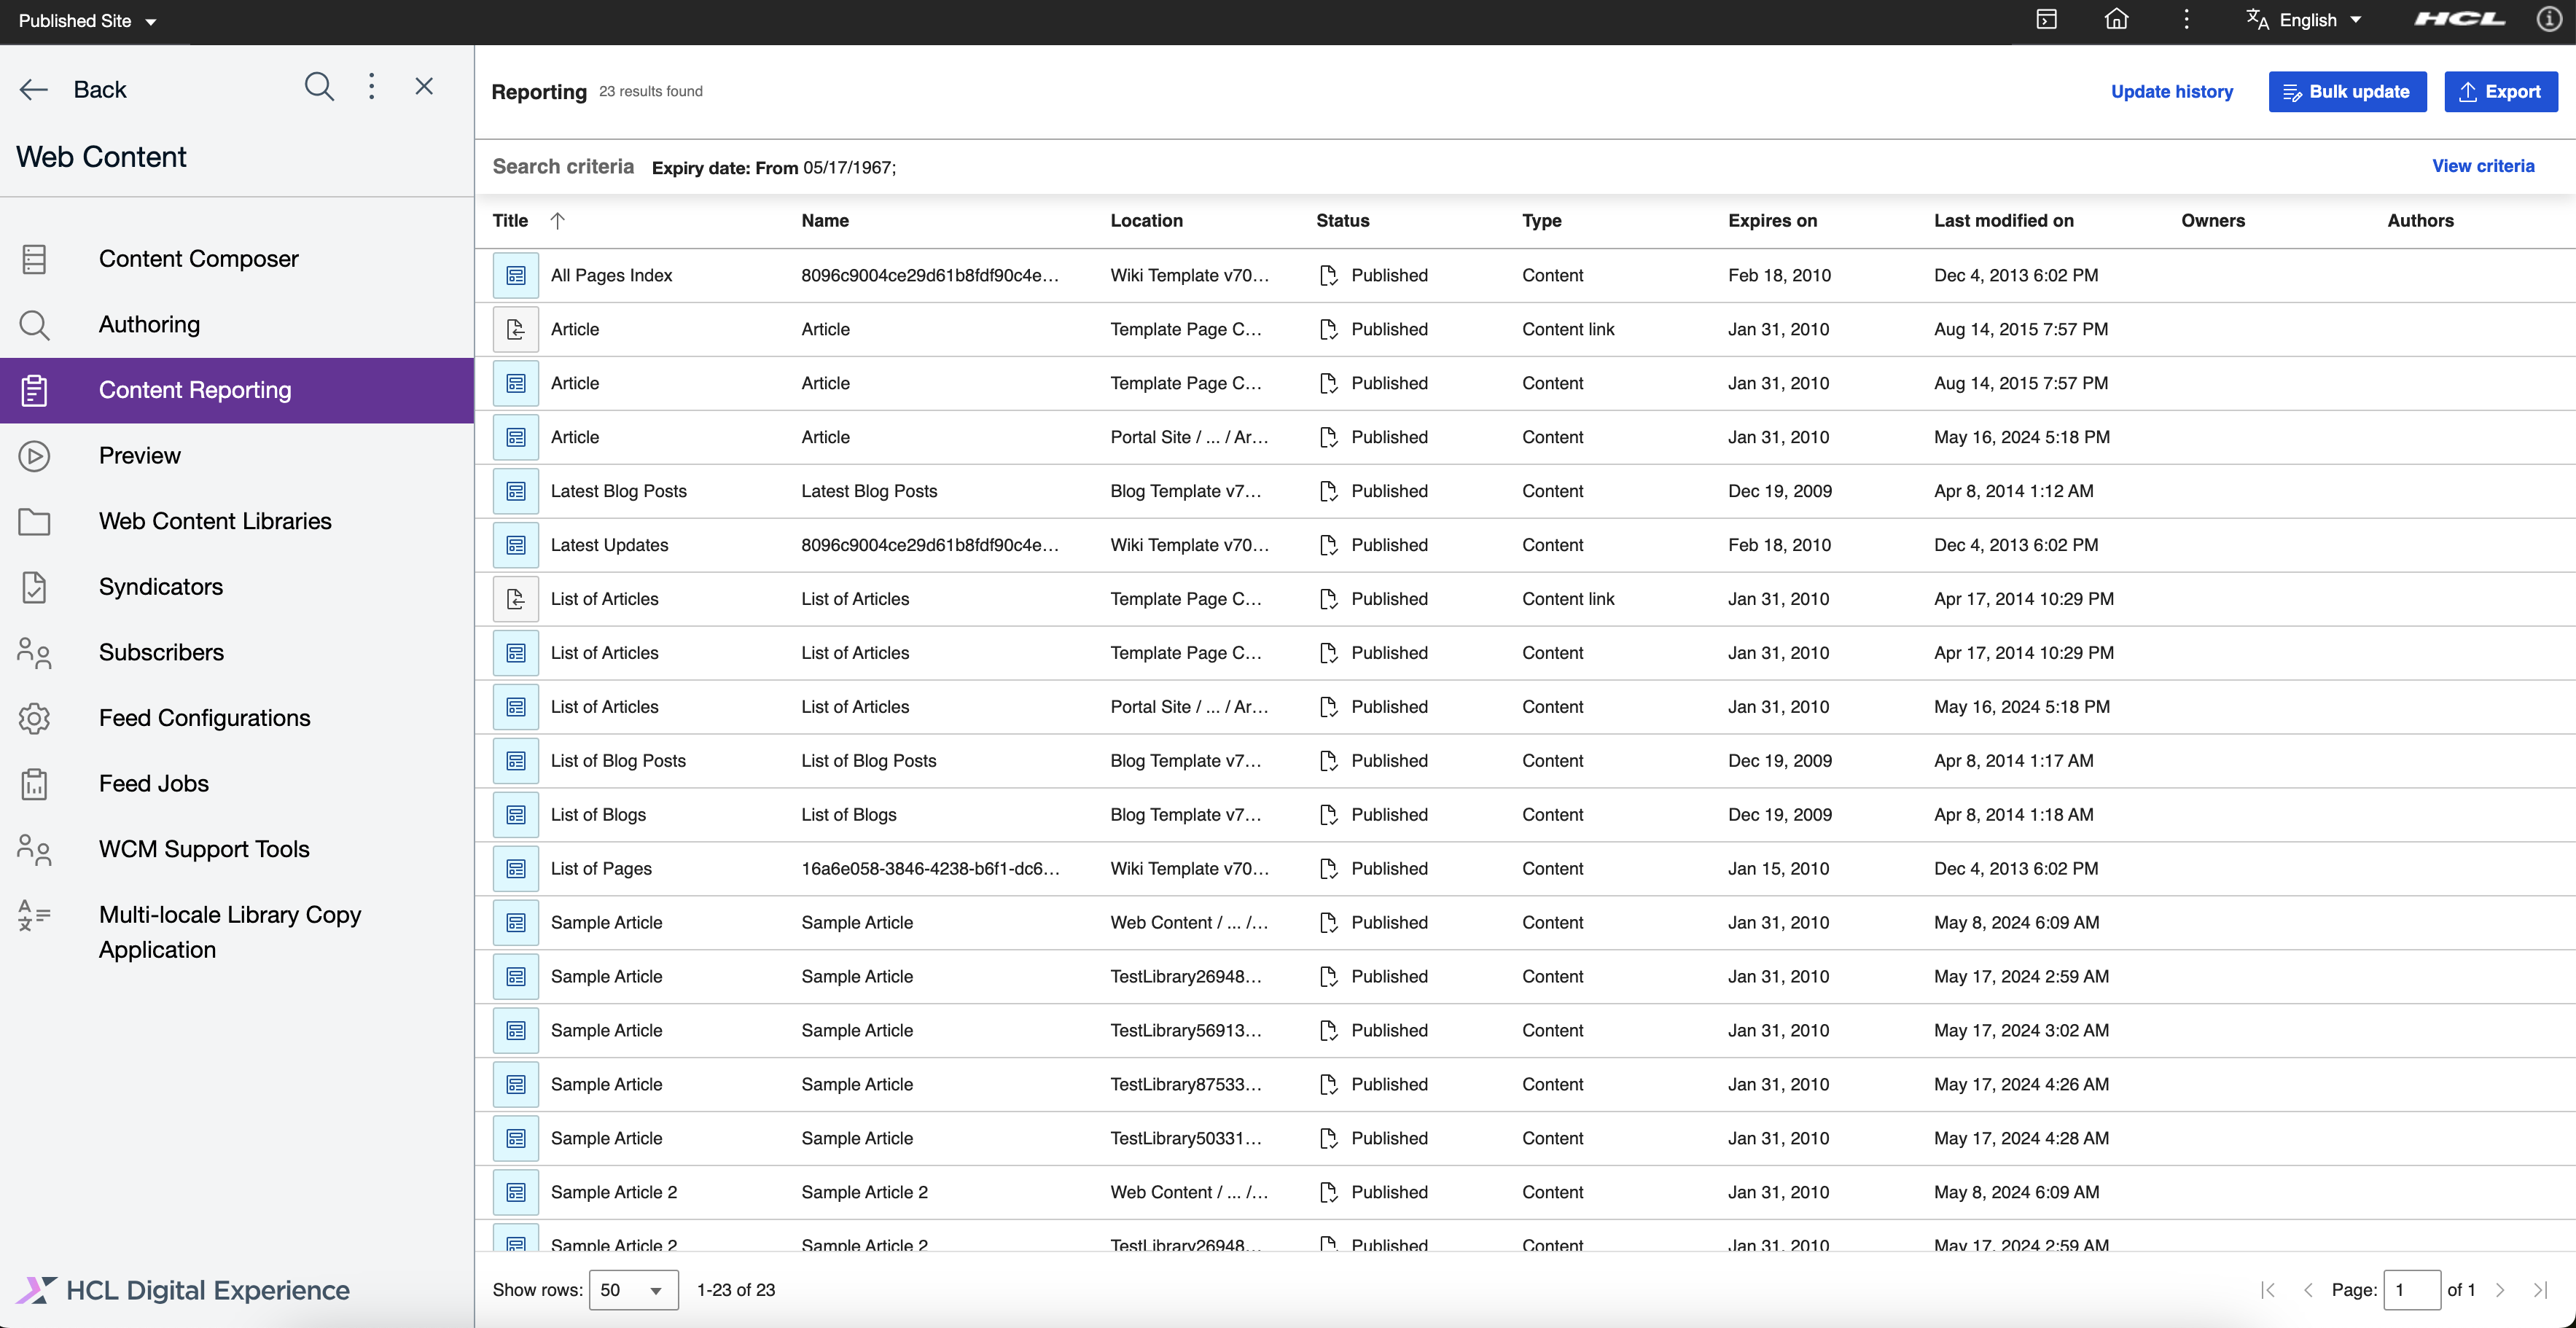 Published Site
English
HCL
Back
Web Content
Content Composer
Authoring
Content Reporting
Preview
Web Content Libraries
Syndicators
Subscribers
Feed Configurations
Feed Jobs
WCM Support Tools
Multi-locale Library Copy
Application
HCL Digital Experience
Reporting 23 results found Update history Bulk update Export
Search criteria Expiry date: From 05/17/1967; View criteria
Title Name Location Status Type Expires on Last modified on Owners Authors
All Pages Index 8096c9004ce29d61b8fdf90c4e... Wiki Template v70... Published Content Feb 18, 2010 Dec 4, 2013 6:02 PM
Article Article Template Page C... Published Content link Jan 31, 2010 Aug 14, 2015 7:57 PM
Article Article Template Page C... Published Content Jan 31, 2010 Aug 14, 2015 7:57 PM
Article Article Portal Site / ... / Ar... Published Content Jan 31, 2010 May 16, 2024 5:18 PM
Latest Blog Posts Latest Blog Posts Blog Template v7... Published Content Dec 19, 2009 Apr 8, 2014 1:12 AM
Latest Updates 8096c9004ce29d61b8fdf90c4e... Wiki Template v70... Published Content Feb 18, 2010 Dec 4, 2013 6:02 PM
List of Articles List of Articles Template Page C... Published Content link Jan 31, 2010 Apr 17, 2014 10:29 PM
List of Articles List of Articles Template Page C... Published Content Jan 31, 2010 Apr 17, 2014 10:29 PM
List of Articles List of Articles Portal Site / ... / Ar... Published Content Jan 31, 2010 May 16, 2024 5:18 PM
List of Blog Posts List of Blog Posts Blog Template v7... Published Content Dec 19, 2009 Apr 8, 2014 1:17 AM
List of Blogs List of Blogs Blog Template v7... Published Content Dec 19, 2009 Apr 8, 2014 1:18 AM
List of Pages 16a6e058-3846-4238-b6f1-dc6... Wiki Template v70... Published Content Jan 15, 2010 Dec 4, 2013 6:02 PM
Sample Article Sample Article Web Content / ... /... Published Content Jan 31, 2010 May 8, 2024 6:09 AM
Sample Article Sample Article TestLibrary26948... Published Content Jan 31, 2010 May 17, 2024 2:59 AM
Sample Article Sample Article TestLibrary56913... Published Content Jan 31, 2010 May 17, 2024 3:02 AM
Sample Article Sample Article TestLibrary87533... Published Content Jan 31, 2010 May 17, 2024 4:26 AM
Sample Article Sample Article TestLibrary50331... Published Content Jan 31, 2010 May 17, 2024 4:28 AM
Sample Article 2 Sample Article 2 Web Content / ... /... Published Content Jan 31, 2010 May 8, 2024 6:09 AM
Sample Article 2 Sample Article 2 TestLibrary26948... Published Content Jan 31, 2010 May 17, 2024 2:59 AM
Show rows: 50 1-23 of 23 Page: 1 of 1